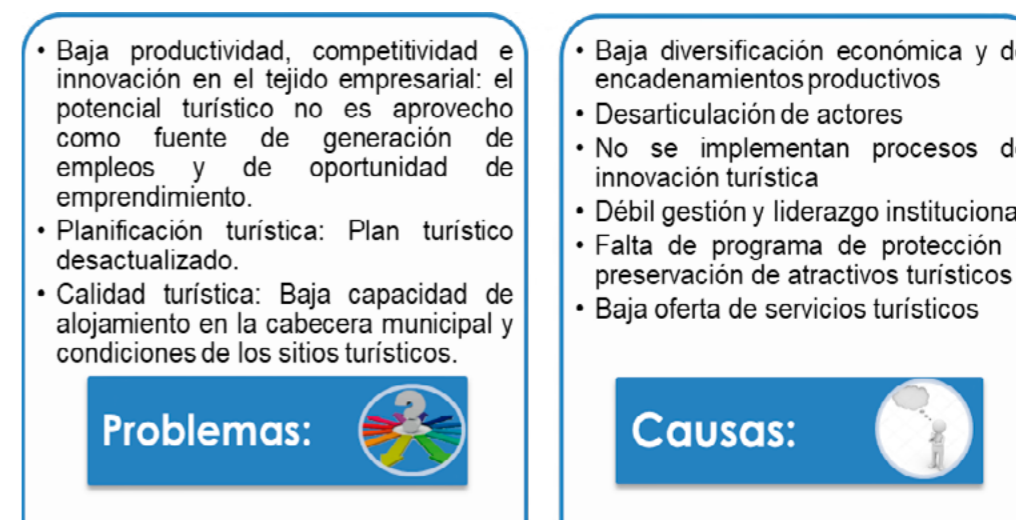 • Baja productividad, competitividad e
innovación en el tejido empresarial: el
potencial turístico no es aprovecho
como fuente de generación de
empleos y de oportunidad de
emprendimiento.
• Planificación turística: Plan turístico
desactualizado.
• Calidad turística: Baja capacidad de
alojamiento en la cabecera municipal y
condiciones de los sitios turísticos.
Problemas:
• Baja diversificación económica y
encadenamientos productivos
• Desarticulación de actores
• No se implementan procesos
innovación turística
• Débil gestión y liderazgo
• Falta de programa de protección
preservación de atractivos turísticos
• Baja oferta de servicios turísticos
Causas: